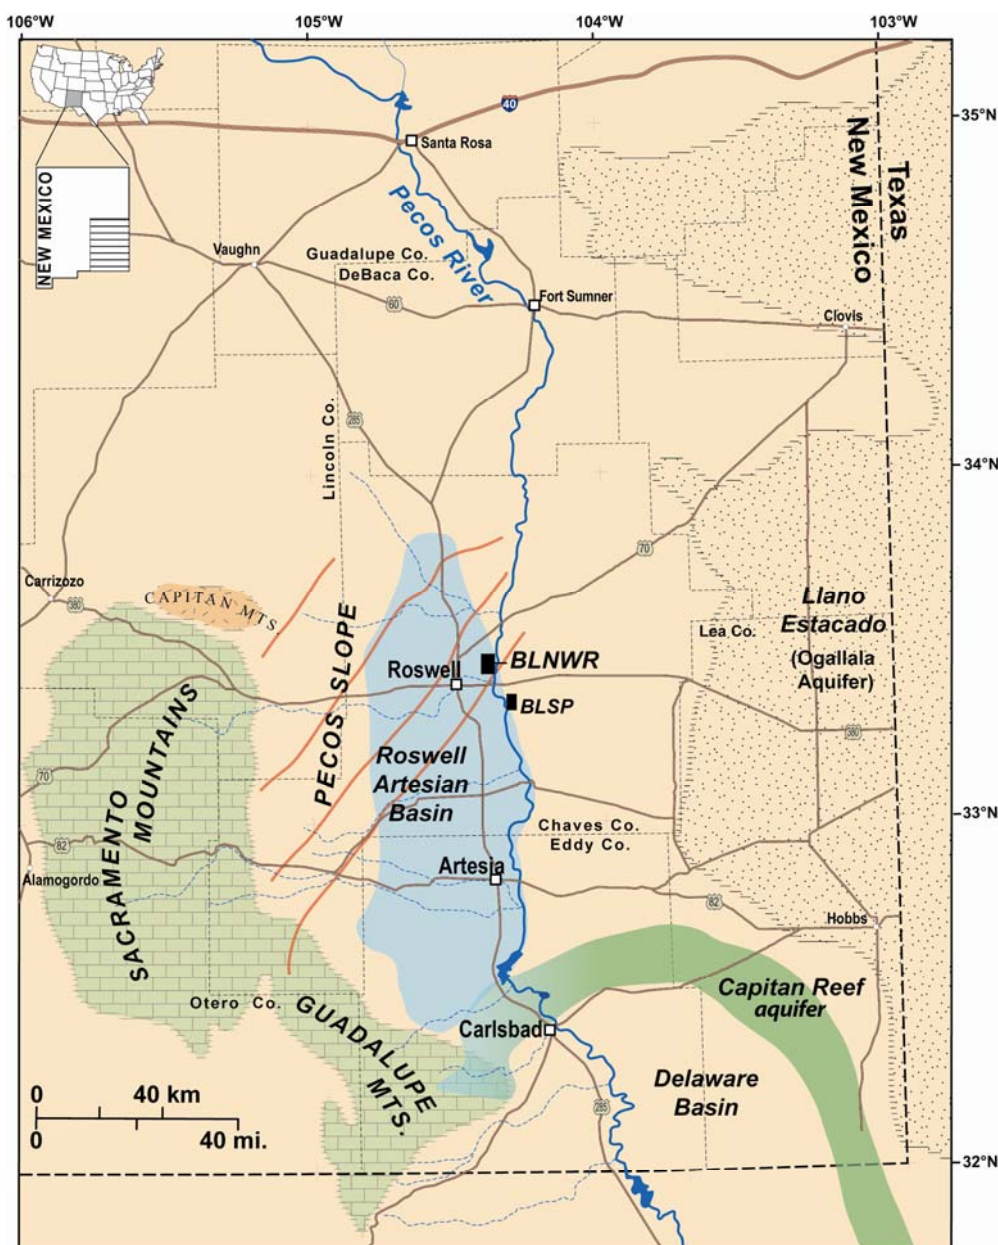 106°W
105°W
104°W
103°W
40
35°N
Santa Rosa
NEW MEXICO
Texas
New Mexico
Pecos River
Vaughn
Guadalupe Co.
DeBaca Co.
60
Fort Sumner
Clovis
Lincoln Co.
285
34°N
70
Carrizozo
380
CAPITAN MTS.
PECOS SLOPE
Llano
Estacado
(Ogallala
Aquifer)
Lea Co.
Roswell
BLNWR
BLSP
380
SACRAMENTO
MOUNTAINS
70
Roswell
Artesian
Basin
33°N
Chaves Co.
Eddy Co.
82
Alamogordo
Artesia
82
Hobbs
Otero Co.
GUADALUPE
MTS.
Capitan Reef
aquifer
Carlsbad
Delaware
Basin
285
0 40 km
0 40 mi.
32°N